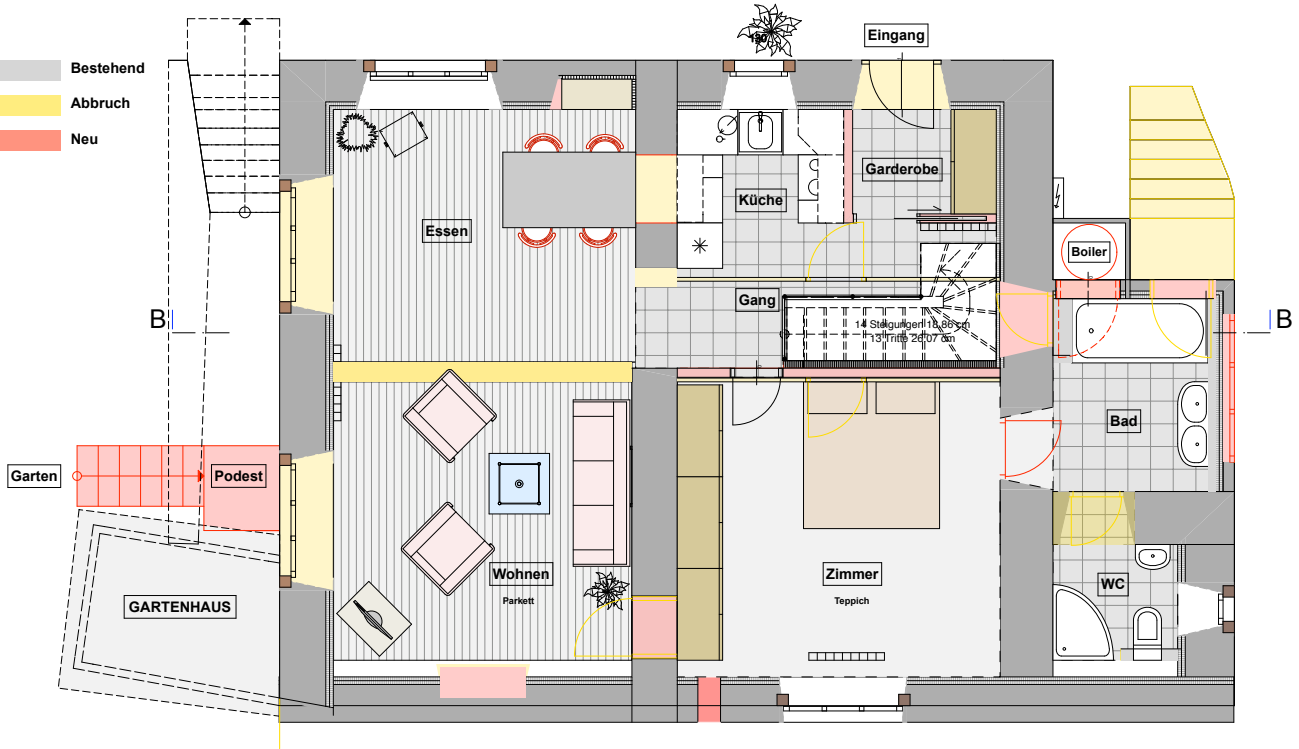 Bestehend
Abbruch
Neu
130
Eingang
Garderobe
Küche
Essen
Boiler
Gang
B
B
14 Steigungen 18.86 cm
13 Tritte 26.07 cm
Bad
Garten
Podest
Wohnen
Parkett
Zimmer
Teppich
WC
GARTENHAUS